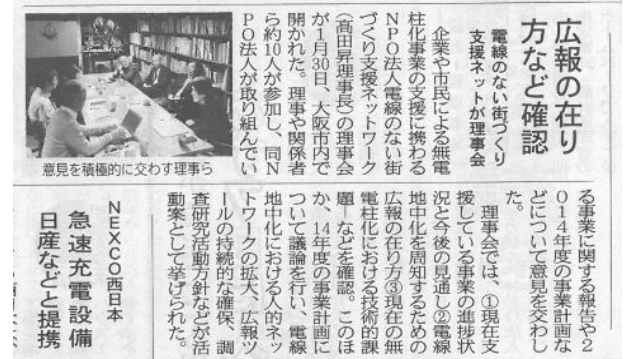 広報の在り
方など確認
電線のない街づくり
支援ネットが理事会
企業や市民による無電
柱化事業の支援に携わる
NPO法人電線のない街
づくり支援ネットワーク
(髙田昇理事長)の理事会
が1月30日、大阪市内で
開かれた。理事や関係者
ら約10人が参加し、同N
PO法人が取り組んでい
意見を積極的に交わす理事ら
る事業に関する報告や2
014年度の事業計画な
どについて意見を交わし
た。
理事会では、①現在支
援している事業の進捗状
況と今後の見通し②電線
地中化を周知するための
広報の在り方③現在の無
電柱化における技術的課
題―などを確認。このほ
か、14年度の事業計画に
ついて議論を行い、電線
地中化における人的ネッ
トワークの拡大、広報ツ
ールの持続的な確保、調
査研究活動方針などが活
動案として挙げられた。
NEXCO西日本
急速充電設備
日産などと提携